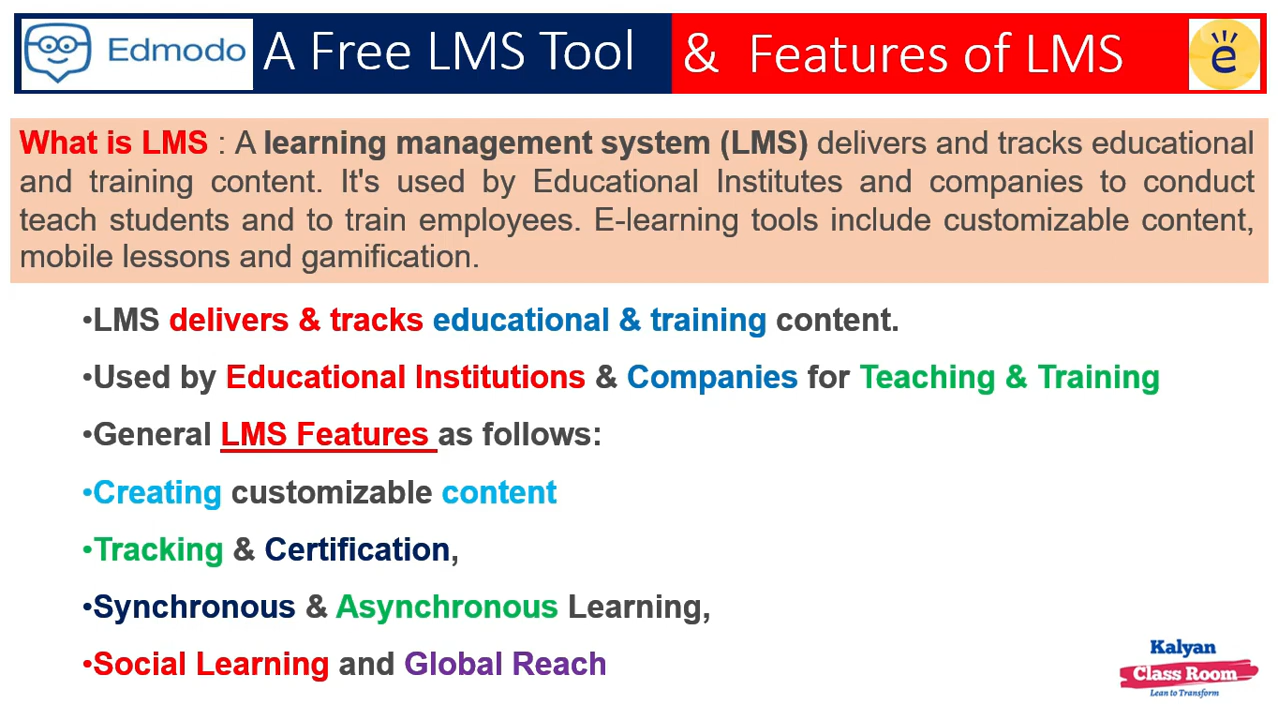 Edmodo A Free LMS Tool & Features of LMS e
What is LMS : A learning management system (LMS) delivers and tracks educational
and training content. It's used by Educational Institutes and companies to conduct
teach students and to train employees. E-learning tools include customizable content,
mobile lessons and gamification.
•LMS delivers & tracks educational & training content.
•Used by Educational Institutions & Companies for Teaching & Training
•General LMS Features as follows:
•Creating customizable content
•Tracking & Certification,
•Synchronous & Asynchronous Learning,
•Social Learning and Global Reach
Kalyan
Class Room
Lean to Transform